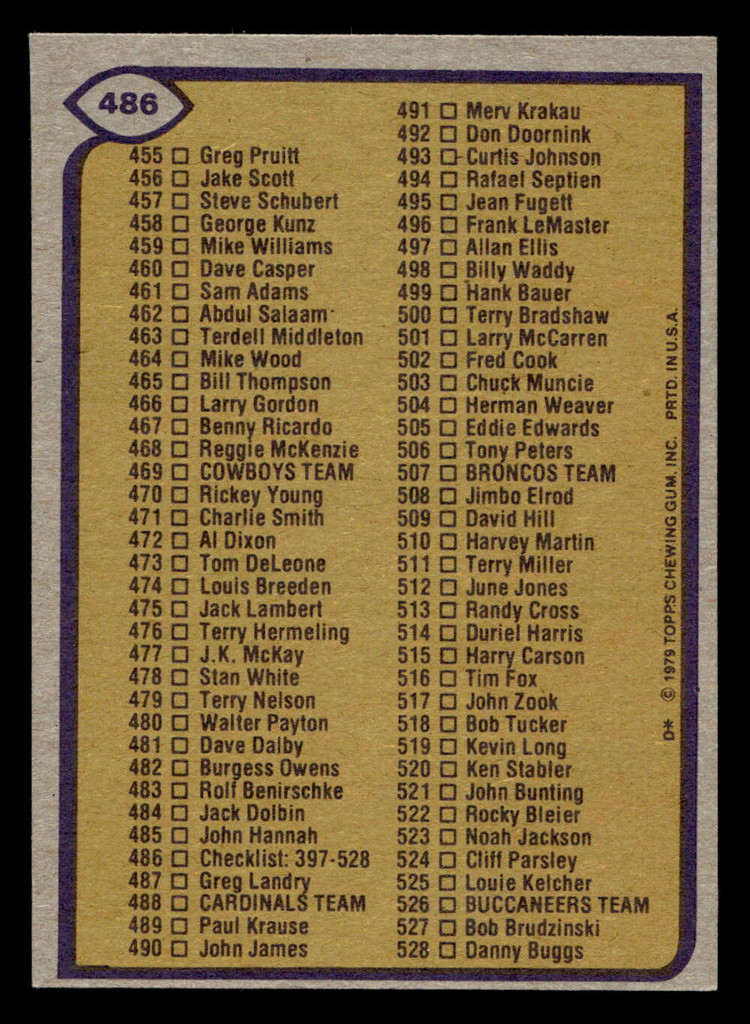 486
455 □ Greg Pruitt
456 □ Jake Scott
457 □ Steve Schubert
458 □ George Kunz
459 □ Mike Williams
460 □ Dave Casper
461 □ Sam Adams
462 □ Abdul Salaam
463 □ Terdell Middleton
464 □ Mike Wood
465 □ Bill Thompson
466 □ Larry Gordon
467 □ Benny Ricardo
468 □ Reggie McKenzie
469 □ COWBOYS TEAM
470 □ Rickey Young
471 □ Charlie Smith
472 □ Al Dixon
473 □ Tom DeLeone
474 □ Louis Breeden
475 □ Jack Lambert
476 □ Terry Hermeling
477 □ J.K. McKay
478 □ Stan White
479 □ Terry Nelson
480 □ Walter Payton
481 □ Dave Dalby
482 □ Burgess Owens
483 □ Rolf Benirschke
484 □ Jack Dolbin
485 □ John Hannah
486 □ Checklist: 397-528
487 □ Greg Landry
488 □ CARDINALS TEAM
489 □ Paul Krause
490 □ John James
491 □ Merv Krakau
492 □ Don Doornink
493 □ Curtis Johnson
494 □ Rafael Septien
495 □ Jean Fugett
496 □ Frank LeMaster
497 □ Allan Ellis
498 □ Billy Waddy
499 □ Hank Bauer
500 □ Terry Bradshaw
501 □ Larry McCarren
502 □ Fred Cook
503 □ Chuck Muncie
504 □ Herman Weaver
505 □ Eddie Edwards
506 □ Tony Peters
507 □ BRONCOS TEAM
508 □ Jimbo Elrod
509 □ David Hill
510 □ Harvey Martin
511 □ Terry Miller
512 □ June Jones
513 □ Randy Cross
514 □ Duriel Harris
515 □ Harry Carson
516 □ Tim Fox
517 □ John Zook
518 □ Bob Tucker
519 □ Kevin Long
520 □ Ken Stabler
521 □ John Bunting
522 □ Rocky Bleier
523 □ Noah Jackson
524 □ Cliff Parsley
525 □ Louie Kelcher
526 □ BUCCANEERS TEAM
527 □ Bob Brudzinski
528 □ Danny Buggs
D* © 1979 TOPPS CHEWING GUM, INC. PRTD. IN U.S.A.